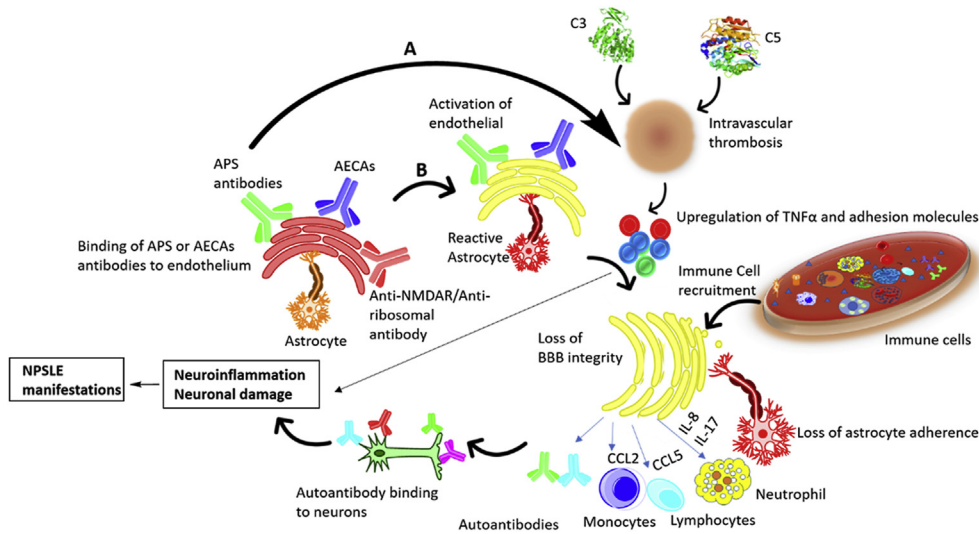 C3
C5
A
Activation of
endothelial
Intravascular
thrombosis
APS
antibodies
AECAs
B
Binding of APS or AECAs
antibodies to endothelium
Reactive
Astrocyte
Upregulation of TNFα and adhesion molecules
Anti-NMDAR/Anti-
ribosomal
antibody
Astrocyte
Immune Cell
recruitment
Immune cells
Loss of
BBB integrity
NPSLE
manifestations
Neuroinflammation
Neuronal damage
IL-8
IL-17
Loss of astrocyte adherence
CCL2
CCL5
Autoantibody binding
to neurons
Autoantibodies
Monocytes
Lymphocytes
Neutrophil